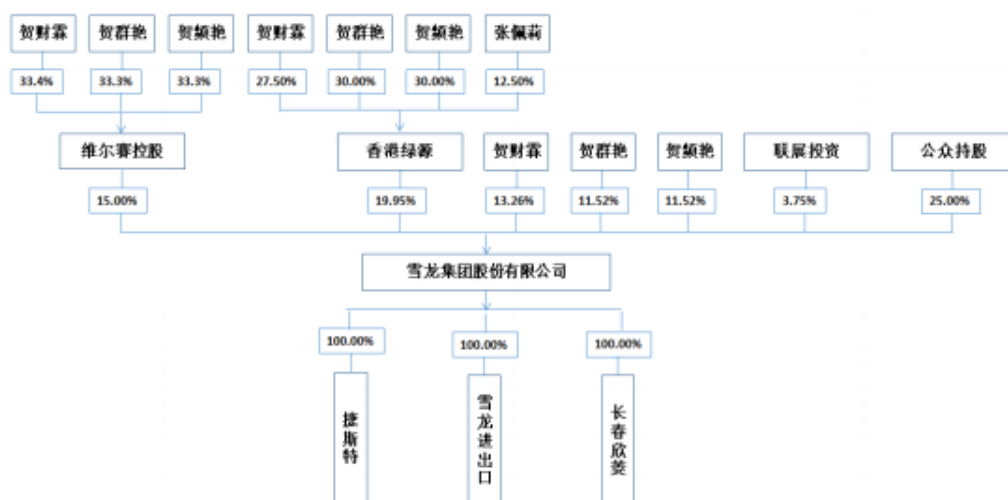 贺财霖 贺群艳 贺频艳 贺财霖 贺群艳 贺频艳 张佩莉
33.4% 33.3% 33.3% 27.50% 30.00% 30.00% 12.50%
维尔赛控股 香港绿源 贺财霖 贺群艳 贺频艳 联展投资 公众持股
15.00% 19.95% 13.26% 11.52% 11.52% 3.75% 25.00%
雪龙集团股份有限公司
100.00% 100.00% 100.00%
捷斯特
雪龙进出口
长春欣菱